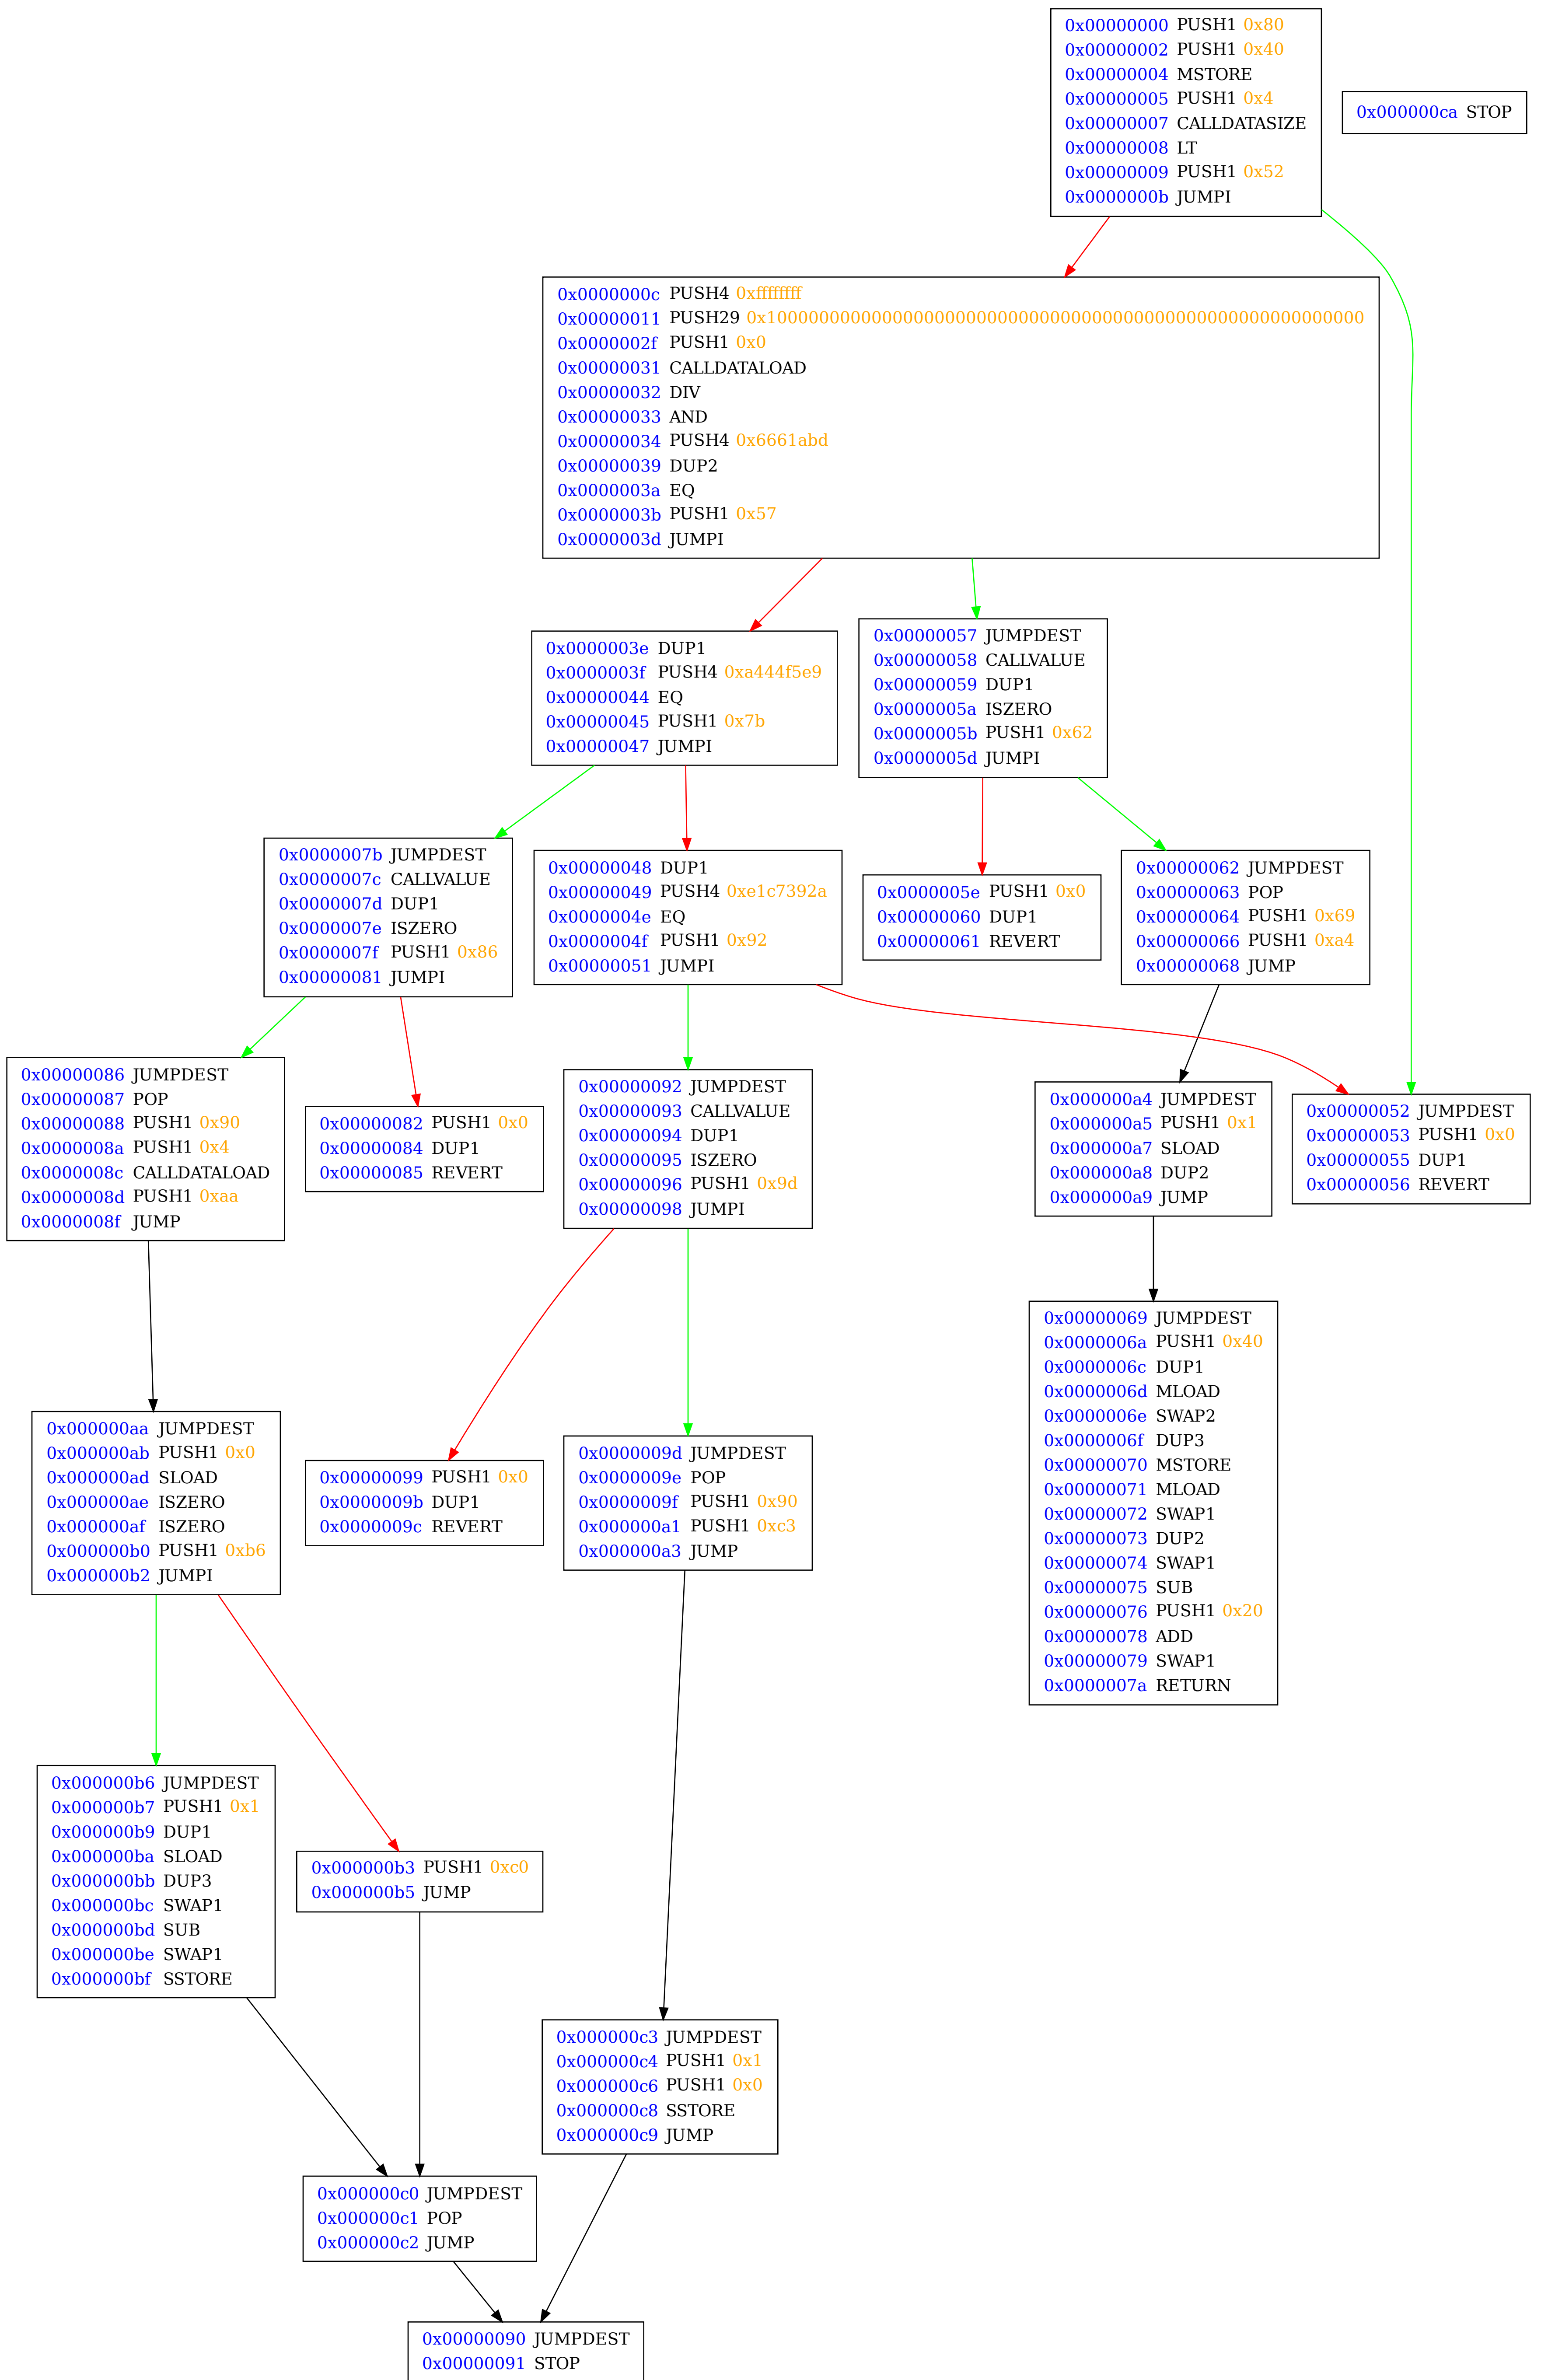 0x00000000 PUSH1 0x80
0x00000002 PUSH1 0x40
0x00000004 MSTORE
0x00000005 PUSH1 0x4
0x00000007 CALLDATASIZE
0x00000008 LT
0x00000009 PUSH1 0x52
0x0000000b JUMPI
0x000000ca STOP
0x0000000c PUSH4 0xffffffff
0x00000011 PUSH29 0x100000000000000000000000000000000000000000000000000000000
0x0000002f PUSH1 0x0
0x00000031 CALLDATALOAD
0x00000032 DIV
0x00000033 AND
0x00000034 PUSH4 0x6661abd
0x00000039 DUP2
0x0000003a EQ
0x0000003b PUSH1 0x57
0x0000003d JUMPI
0x0000003e DUP1
0x0000003f PUSH4 0xa444f5e9
0x00000044 EQ
0x00000045 PUSH1 0x7b
0x00000047 JUMPI
0x00000057 JUMPDEST
0x00000058 CALLVALUE
0x00000059 DUP1
0x0000005a ISZERO
0x0000005b PUSH1 0x62
0x0000005d JUMPI
0x0000007b JUMPDEST
0x0000007c CALLVALUE
0x0000007d DUP1
0x0000007e ISZERO
0x0000007f PUSH1 0x86
0x00000081 JUMPI
0x00000048 DUP1
0x00000049 PUSH4 0xe1c7392a
0x0000004e EQ
0x0000004f PUSH1 0x92
0x00000051 JUMPI
0x0000005e PUSH1 0x0
0x00000060 DUP1
0x00000061 REVERT
0x00000062 JUMPDEST
0x00000063 POP
0x00000064 PUSH1 0x69
0x00000066 PUSH1 0xa4
0x00000068 JUMP
0x00000086 JUMPDEST
0x00000087 POP
0x00000088 PUSH1 0x90
0x0000008a PUSH1 0x4
0x0000008c CALLDATALOAD
0x0000008d PUSH1 0xaa
0x0000008f JUMP
0x00000082 PUSH1 0x0
0x00000084 DUP1
0x00000085 REVERT
0x00000092 JUMPDEST
0x00000093 CALLVALUE
0x00000094 DUP1
0x00000095 ISZERO
0x00000096 PUSH1 0x9d
0x00000098 JUMPI
0x000000a4 JUMPDEST
0x000000a5 PUSH1 0x1
0x000000a7 SLOAD
0x000000a8 DUP2
0x000000a9 JUMP
0x00000052 JUMPDEST
0x00000053 PUSH1 0x0
0x00000055 DUP1
0x00000056 REVERT
0x00000069 JUMPDEST
0x0000006a PUSH1 0x40
0x0000006c DUP1
0x0000006d MLOAD
0x0000006e SWAP2
0x0000006f DUP3
0x00000070 MSTORE
0x00000071 MLOAD
0x00000072 SWAP1
0x00000073 DUP2
0x00000074 SWAP1
0x00000075 SUB
0x00000076 PUSH1 0x20
0x00000078 ADD
0x00000079 SWAP1
0x0000007a RETURN
0x000000aa JUMPDEST
0x000000ab PUSH1 0x0
0x000000ad SLOAD
0x000000ae ISZERO
0x000000af ISZERO
0x000000b0 PUSH1 0xb6
0x000000b2 JUMPI
0x00000099 PUSH1 0x0
0x0000009b DUP1
0x0000009c REVERT
0x0000009d JUMPDEST
0x0000009e POP
0x0000009f PUSH1 0x90
0x000000a1 PUSH1 0xc3
0x000000a3 JUMP
0x000000b6 JUMPDEST
0x000000b7 PUSH1 0x1
0x000000b9 DUP1
0x000000ba SLOAD
0x000000bb DUP3
0x000000bc SWAP1
0x000000bd SUB
0x000000be SWAP1
0x000000bf SSTORE
0x000000b3 PUSH1 0xc0
0x000000b5 JUMP
0x000000c3 JUMPDEST
0x000000c4 PUSH1 0x1
0x000000c6 PUSH1 0x0
0x000000c8 SSTORE
0x000000c9 JUMP
0x000000c0 JUMPDEST
0x000000c1 POP
0x000000c2 JUMP
0x00000090 JUMPDEST
0x00000091 STOP